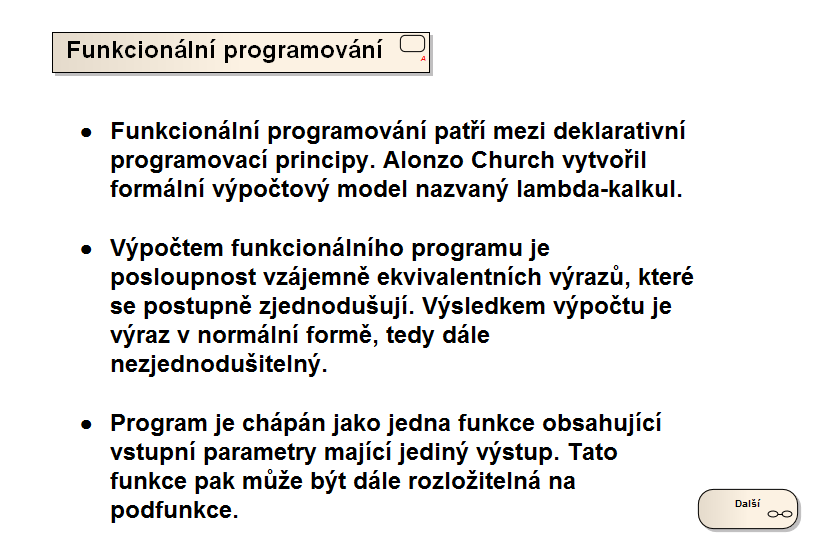 Funkcionální programování
A
● Funkcionální programování patří mezi deklarativní
programovací principy. Alonzo Church vytvořil
formální výpočtový model nazvaný lambda-kalkul.
● Výpočtem funkcionálního programu je
posloupnost vzájemně ekvivalentních výrazů, které
se postupně zjednodušují. Výsledkem výpočtu je
výraz v normální formě, tedy dále
nezjednodušitelný.
● Program je chápán jako jedna funkce obsahující
vstupní parametry mající jediný výstup. Tato
funkce pak může být dále rozložitelná na
podfunkce.
Další